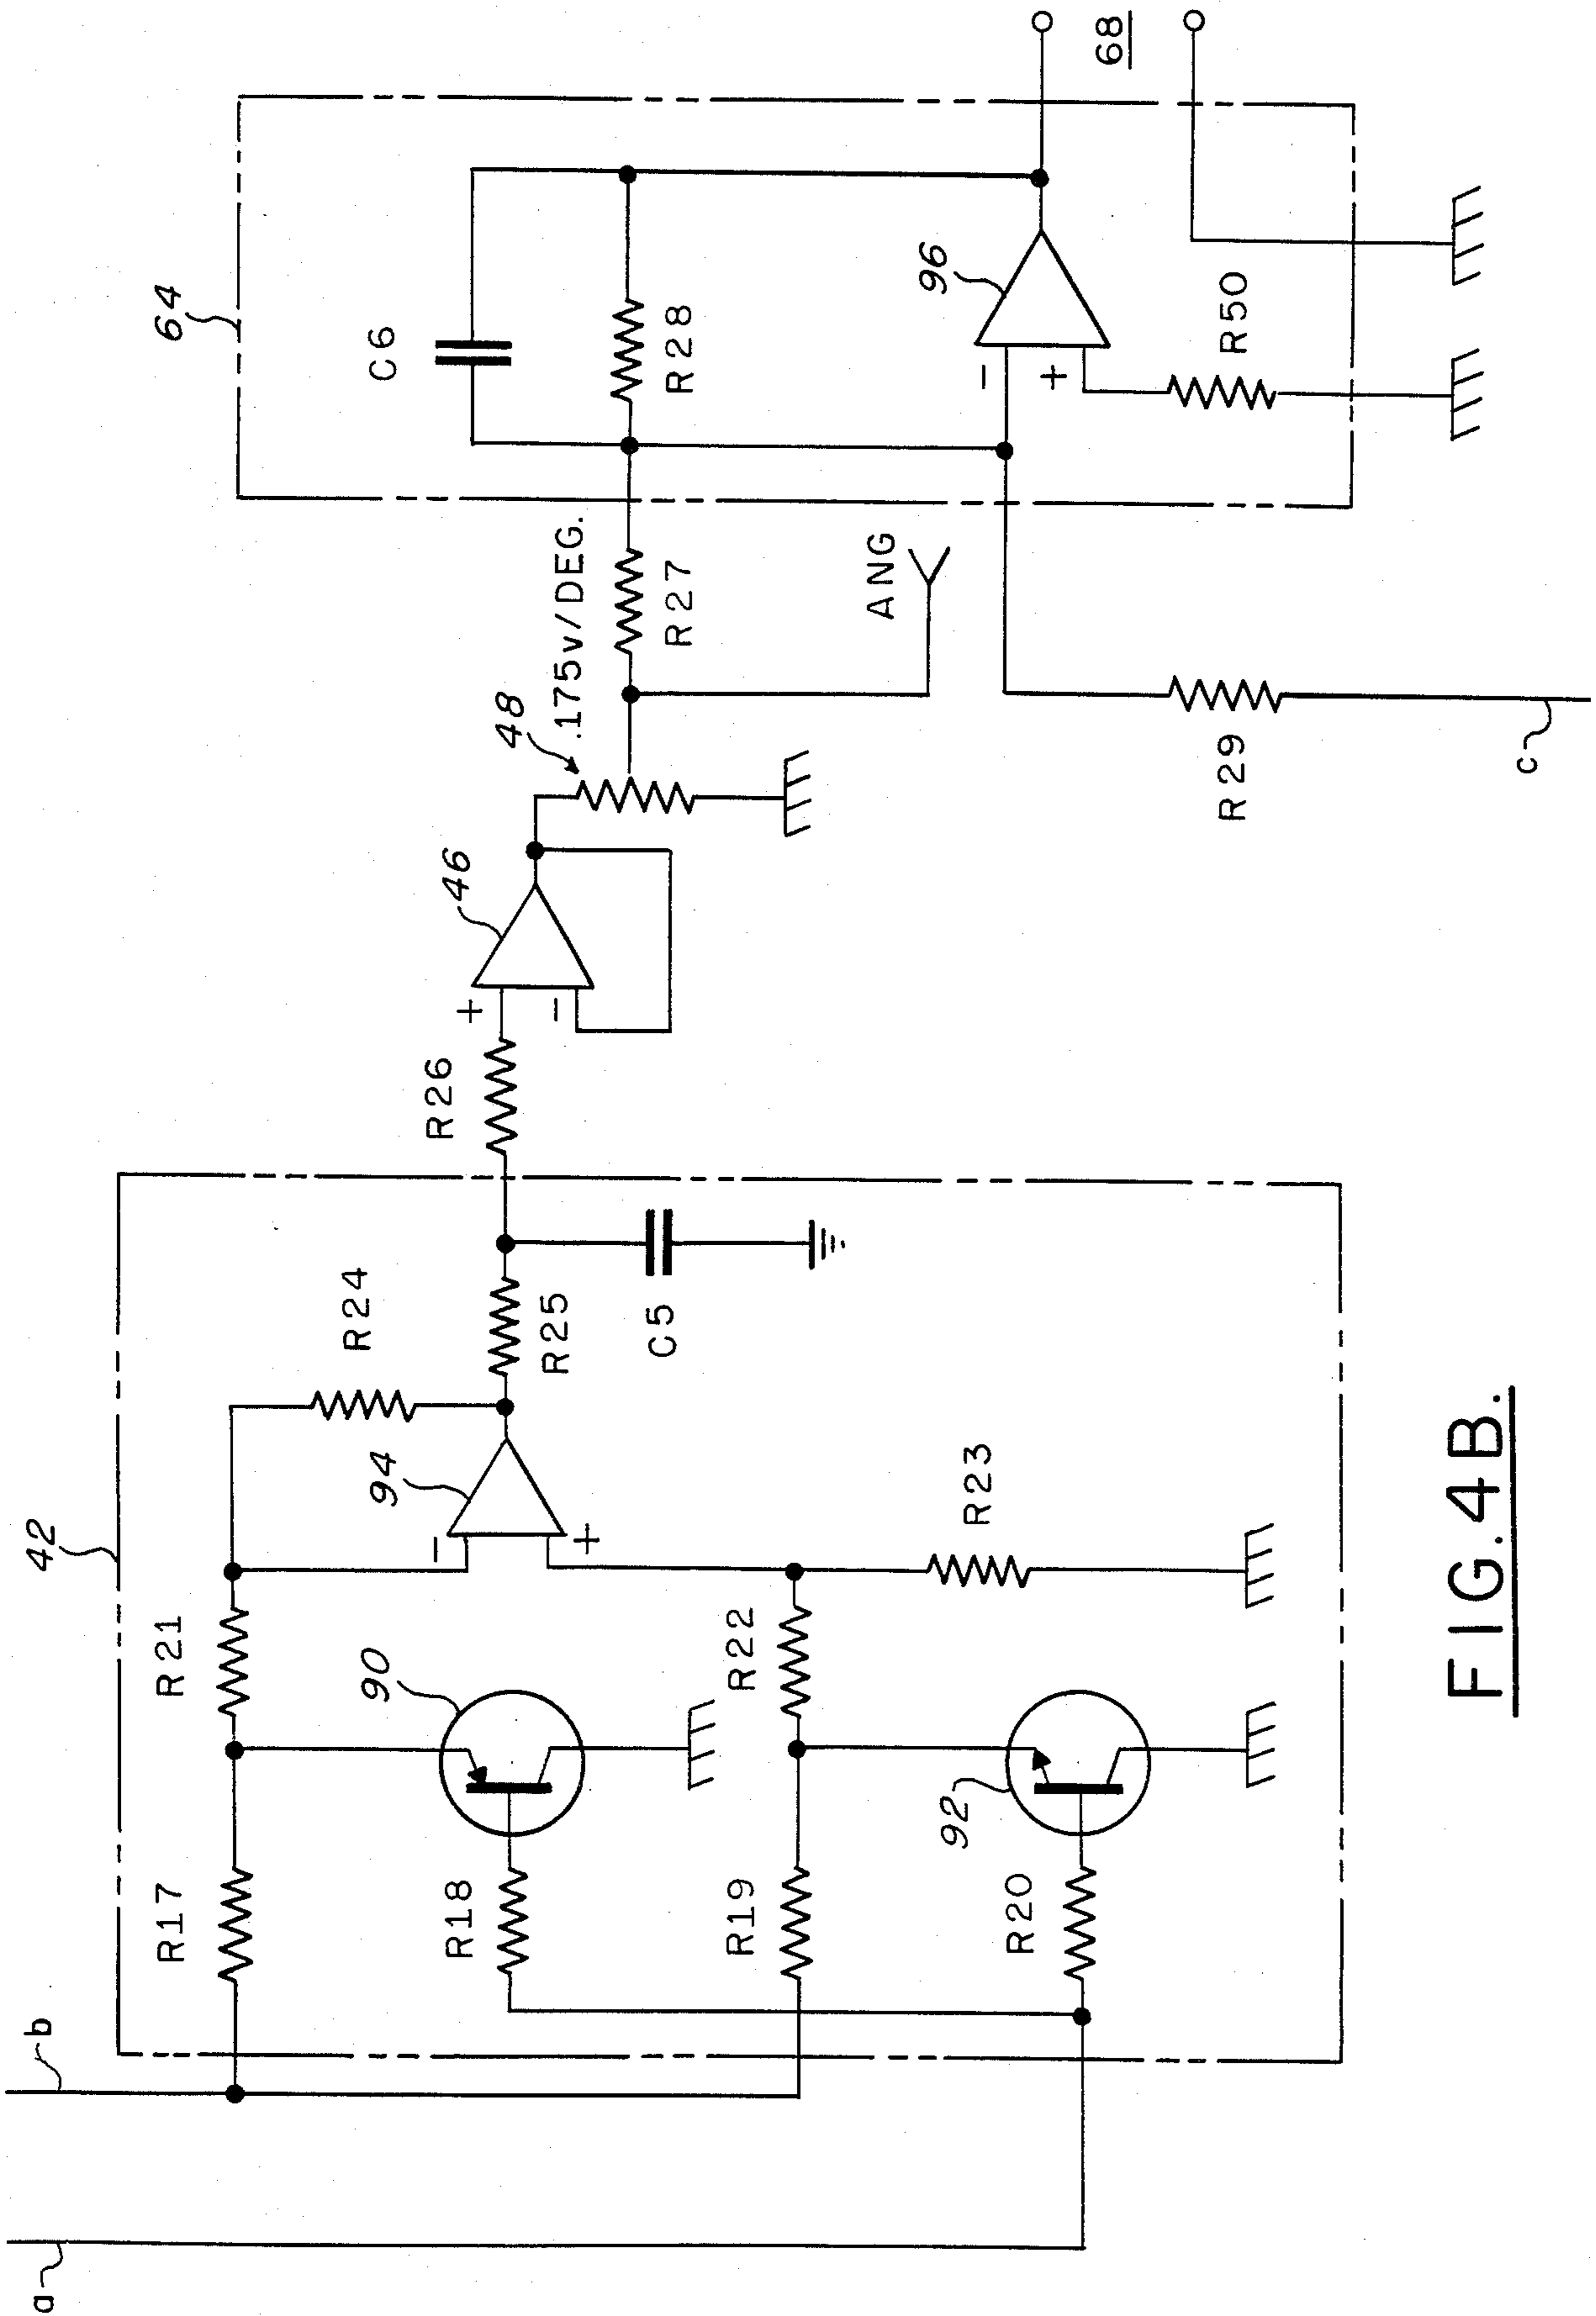 a
b
42
R17
R21
R18
90
R19
R22
R20
92
94
-
+
R24
R23
R25
C5
R26
46
+
-
48
.175v/DEG.
R27
ANG
R29
c
64
C6
R28
96
-
+
R50
68
FIG.4B.